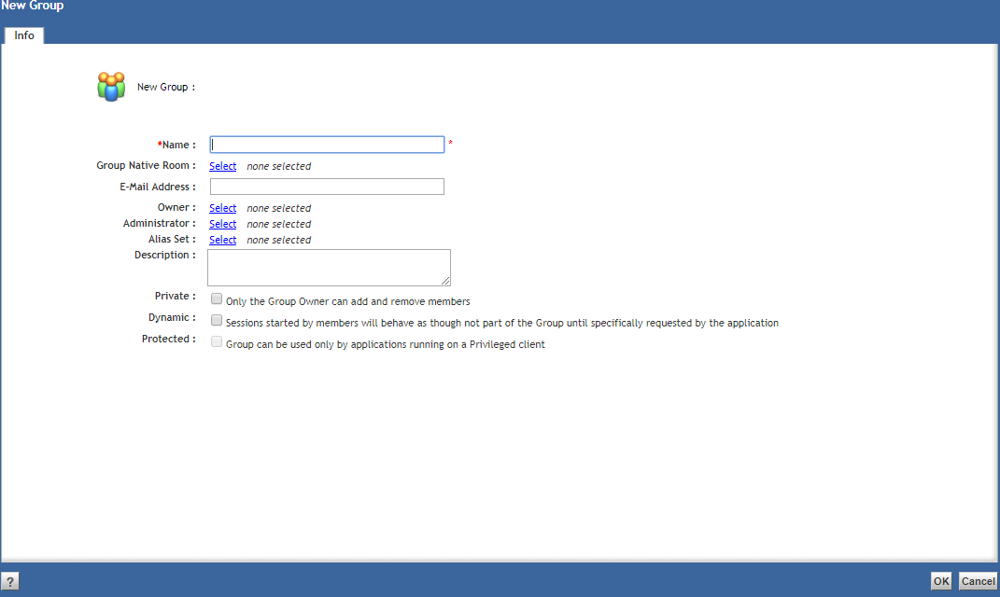 New Group
Info
New Group :
*Name : *
Group Native Room : Select none selected
E-Mail Address :
Owner : Select none selected
Administrator : Select none selected
Alias Set : Select none selected
Description :
Private : Only the Group Owner can add and remove members
Dynamic : Sessions started by members will behave as though not part of the Group until specifically requested by the application
Protected : Group can be used only by applications running on a Privileged client
? OK Cancel